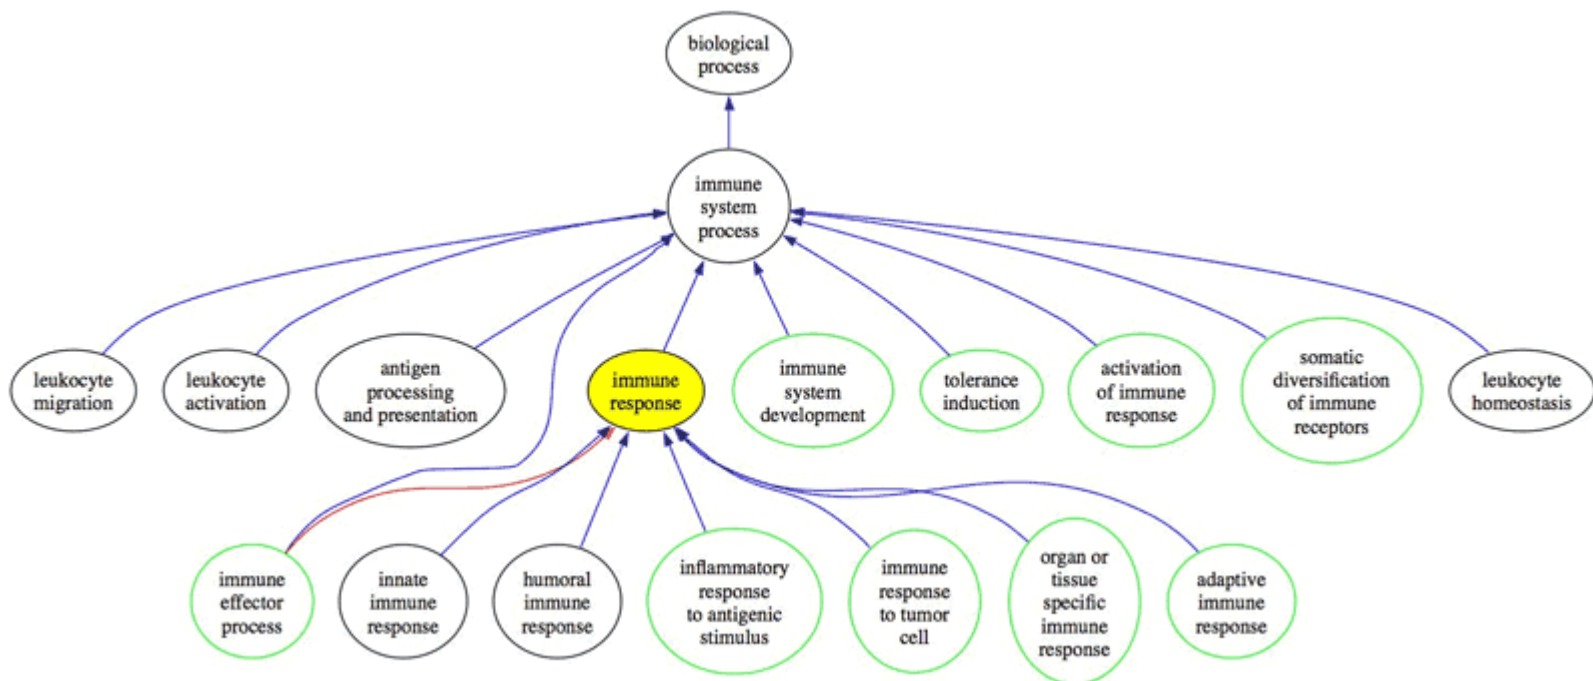 biological
process
immune
system
process
leukocyte
migration
leukocyte
activation
antigen
processing
and presentation
immune
response
immune
system
development
tolerance
induction
activation
of immune
response
somatic
diversification
of immune
receptors
leukocyte
homeostasis
immune
effector
process
innate
immune
response
humoral
immune
response
inflammatory
response
to antigenic
stimulus
immune
response
to tumor
cell
organ or
tissue
specific
immune
response
adaptive
immune
response